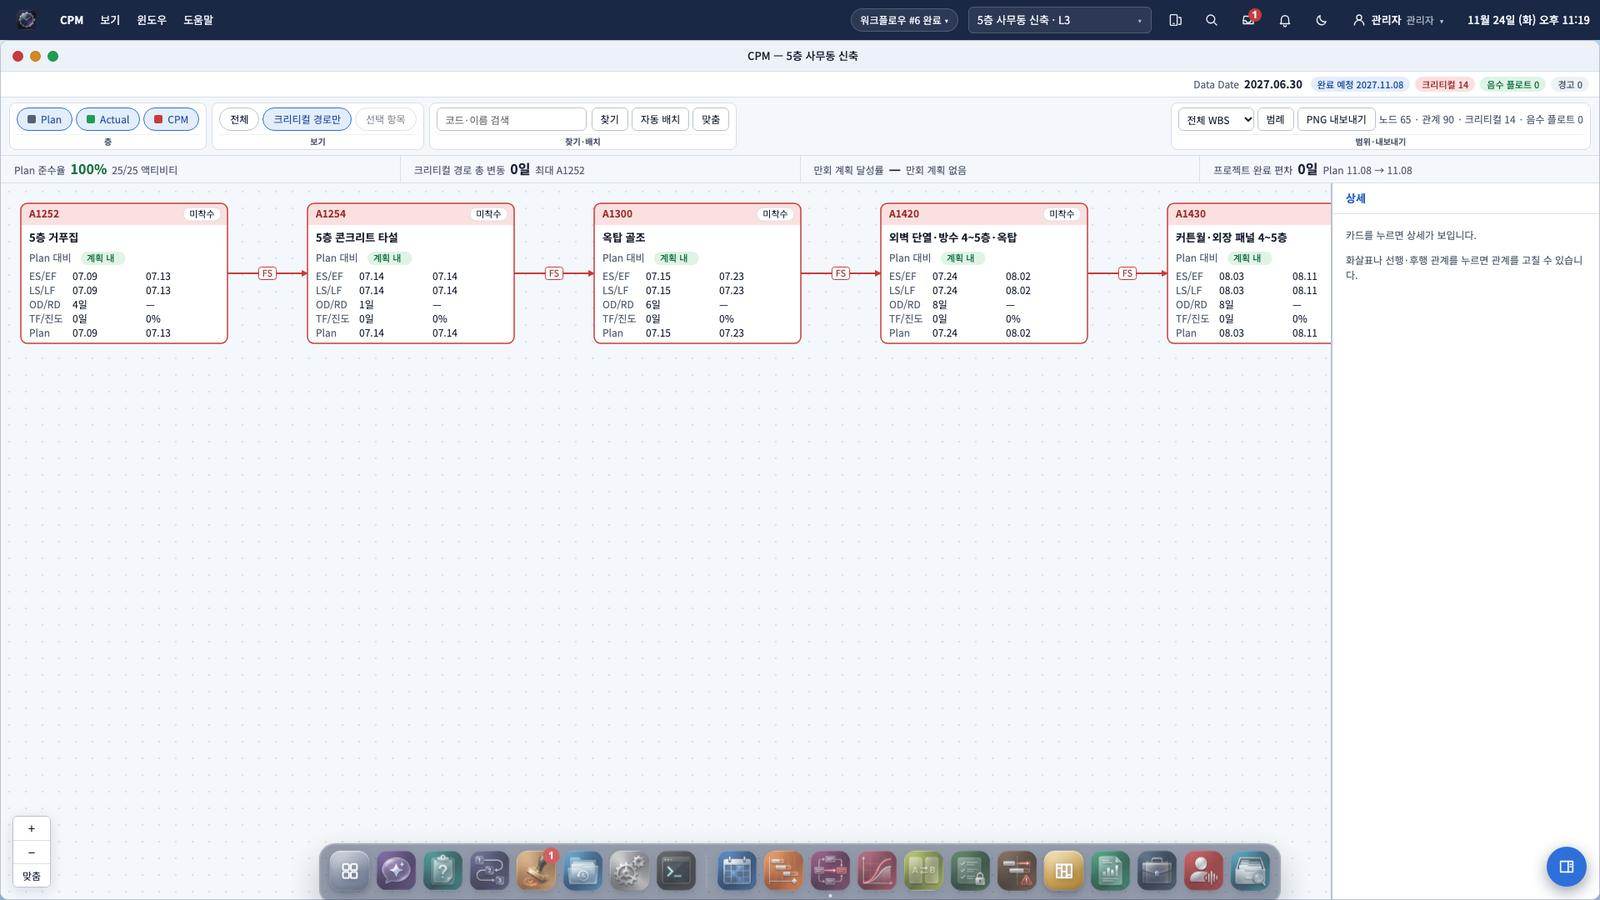 CPM 보기 윈도우 도움말 워크플로우 #6 완료 ▾ 5층 사무동 신축 · L3 ▾ 1 관리자 관리자 ▾ 11월 24일 (화) 오후 11:19
CPM — 5층 사무동 신축
Data Date 2027.06.30 완료 예정 2027.11.08 크리티컬 14 음수 플로트 0 경고 0
Plan Actual CPM 전체 크리티컬 경로만 선택 항목 코드·이름 검색 찾기 자동 배치 맞춤 전체 WBS 범례 PNG 내보내기 노드 65 · 관계 90 · 크리티컬 14 · 음수 플로트 0
층 보기 찾기·배치 범위·내보내기
Plan 준수율 100% 25/25 액티비티 크리티컬 경로 총 변동 0일 최대 A1252 만회 계획 달성률 — 만회 계획 없음 프로젝트 완료 편차 0일 Plan 11.08 → 11.08
A1252 미착수
5층 거푸집
Plan 대비 계획 내
ES/EF 07.09 07.13
LS/LF 07.09 07.13
OD/RD 4일 —
TF/진도 0일 0%
Plan 07.09 07.13
FS
A1254 미착수
5층 콘크리트 타설
Plan 대비 계획 내
ES/EF 07.14 07.14
LS/LF 07.14 07.14
OD/RD 1일 —
TF/진도 0일 0%
Plan 07.14 07.14
FS
A1300 미착수
옥탑 골조
Plan 대비 계획 내
ES/EF 07.15 07.23
LS/LF 07.15 07.23
OD/RD 6일 —
TF/진도 0일 0%
Plan 07.15 07.23
FS
A1420 미착수
외벽 단열·방수 4~5층·옥탑
Plan 대비 계획 내
ES/EF 07.24 08.02
LS/LF 07.24 08.02
OD/RD 8일 —
TF/진도 0일 0%
Plan 07.24 08.02
FS
A1430
커튼월·외장 패널 4~5층
Plan 대비 계획 내
ES/EF 08.03 08.11
LS/LF 08.03 08.11
OD/RD 8일 —
TF/진도 0일 0%
Plan 08.03 08.11
상세
카드를 누르면 상세가 보입니다.
화살표나 선행·후행 관계를 누르면 관계를 고칠 수 있습니
다.
+
−
맞춤
1